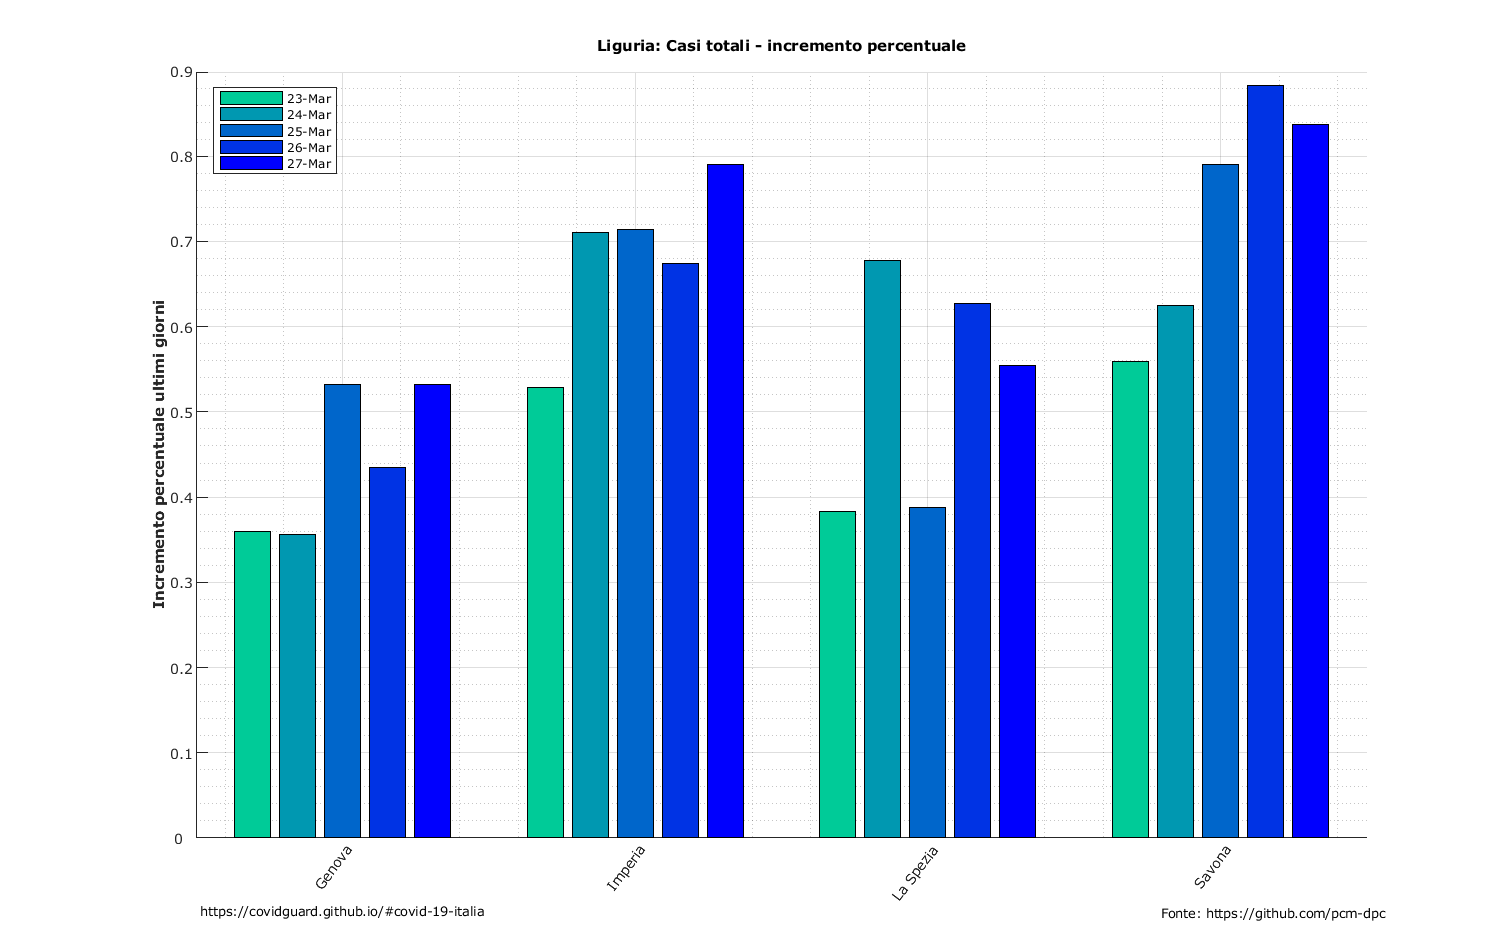 Liguria: Casi totali - incremento percentuale
Incremento percentuale ultimi giorni
0.9
0.8
0.7
0.6
0.5
0.4
0.3
0.2
0.1
0
23-Mar
24-Mar
25-Mar
26-Mar
27-Mar
Genova
Imperia
La Spezia
Savona
https://covidguard.github.io/#covid-19-italia
Fonte: https://github.com/pcm-dpc